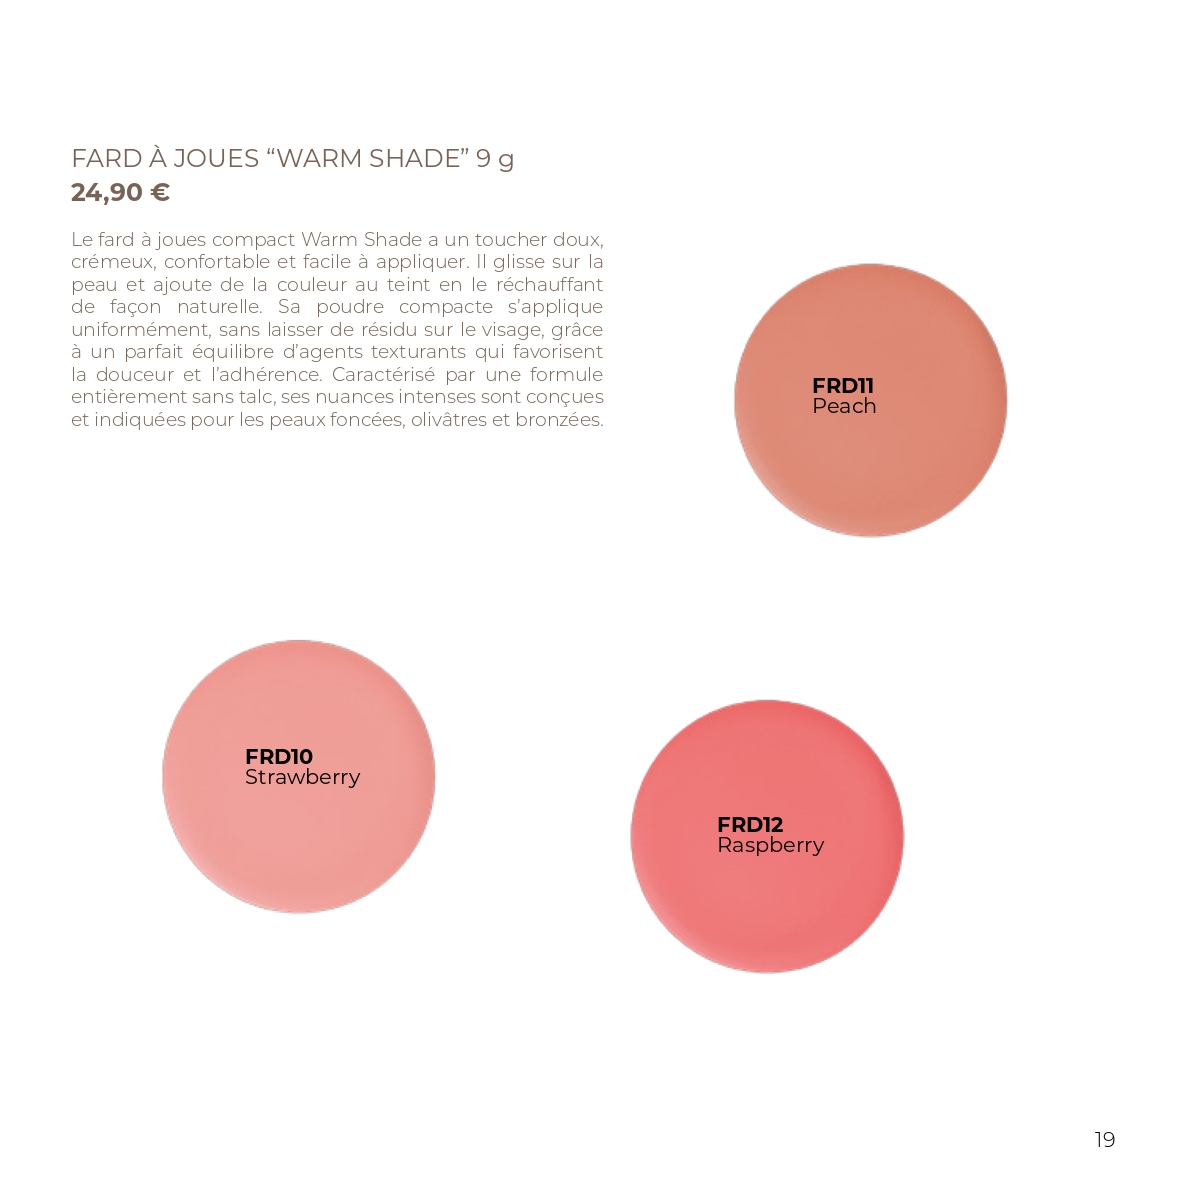 FARD À JOUES “WARM SHADE” 9 g
24,90 €
Le fard à joues compact Warm Shade a un toucher doux,
crémeux, confortable et facile à appliquer. Il glisse sur la
peau et ajoute de la couleur au teint en le réchauffant
de façon naturelle. Sa poudre compacte s’applique
uniformément, sans laisser de résidu sur le visage, grâce
à un parfait équilibre d’agents texturants qui favorisent
la douceur et l’adhérence. Caractérisé par une formule
entièrement sans talc, ses nuances intenses sont conçues
et indiquées pour les peaux foncées, olivâtres et bronzées.
FRD11
Peach
FRD10
Strawberry
FRD12
Raspberry
19